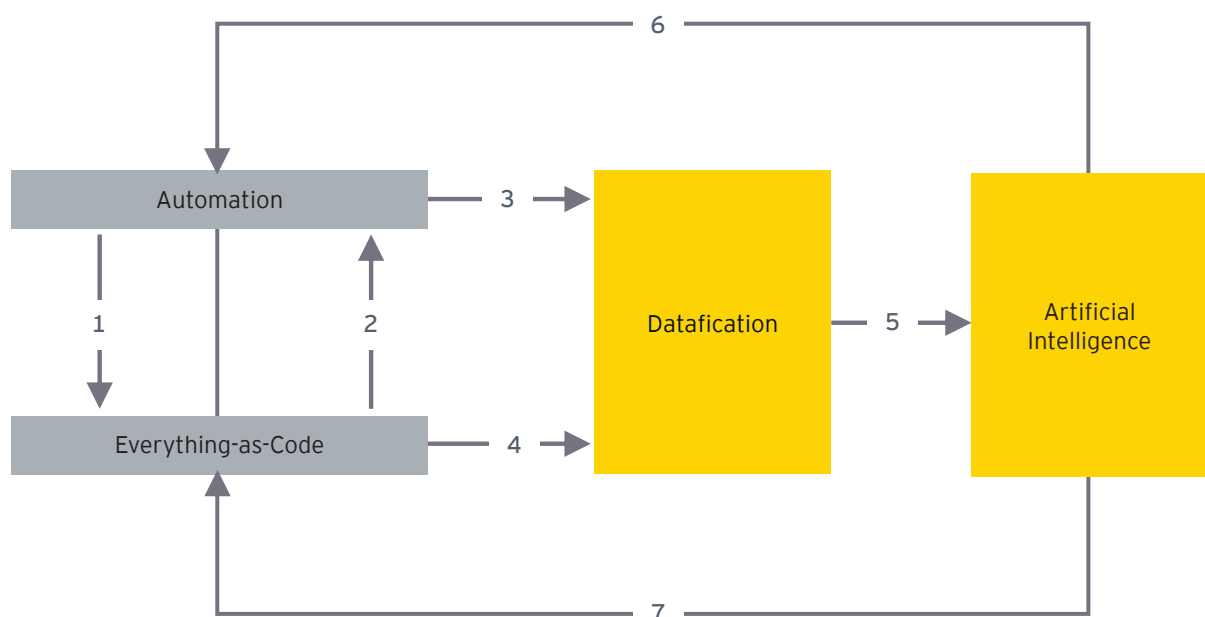 6
Automation
3
1
2
Datafication
5
Artificial
Intelligence
Everything-as-Code
4
7